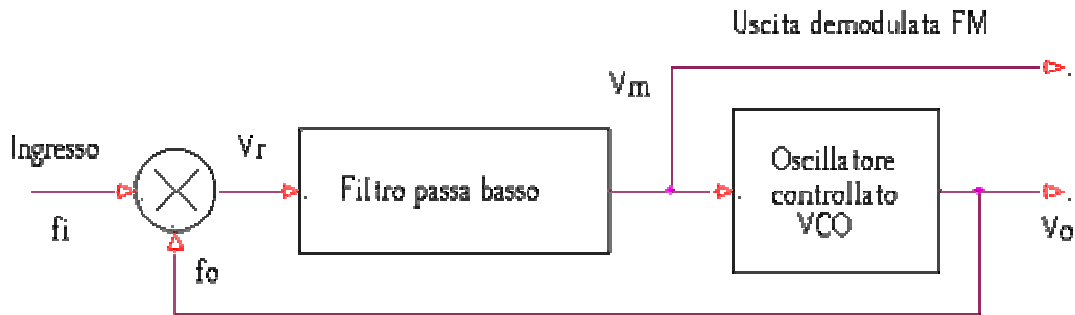 Uscita demodulata FM
Vm
Ingresso
Vr
fi
Filtro passa basso
Oscillatore
controllato
VCO
Vo
fo